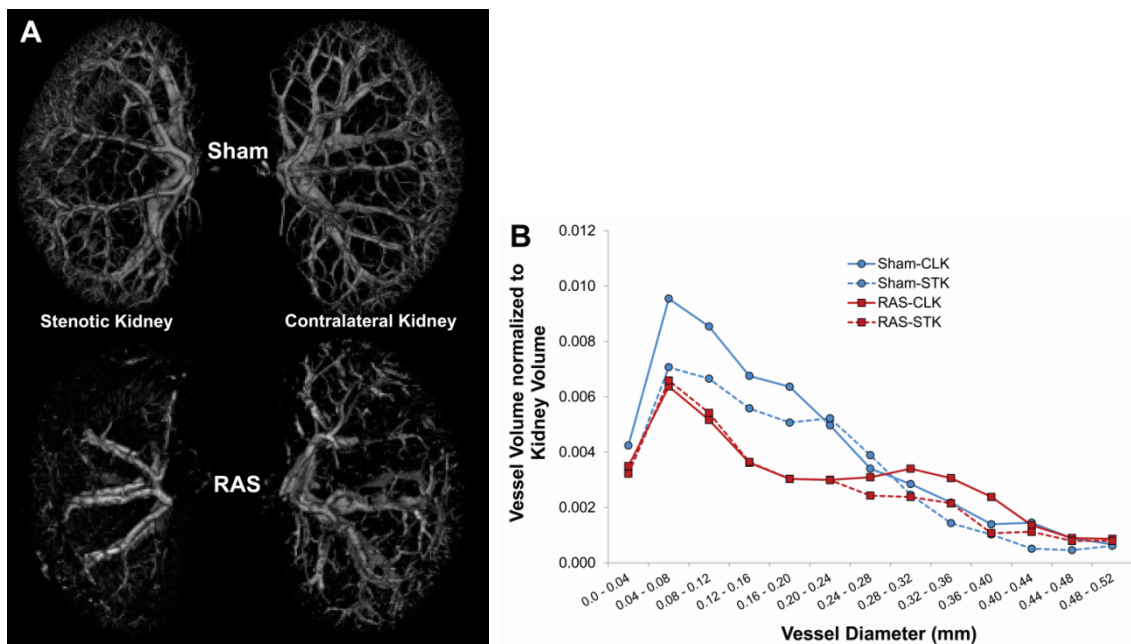 A
Sham
Stenotic Kidney
Contralateral Kidney
RAS
B
Vessel Volume normalized to
Kidney Volume
0.012
0.010
0.008
0.006
0.004
0.002
0.000
Sham-CLK
Sham-STK
RAS-CLK
RAS-STK
0.0 - 0.04
0.04 - 0.08
0.08 - 0.12
0.12 - 0.16
0.16 - 0.20
0.20 - 0.24
0.24 - 0.28
0.28 - 0.32
0.32 - 0.36
0.36 - 0.40
0.40 - 0.44
0.44 - 0.48
0.48 - 0.52
Vessel Diameter (mm)